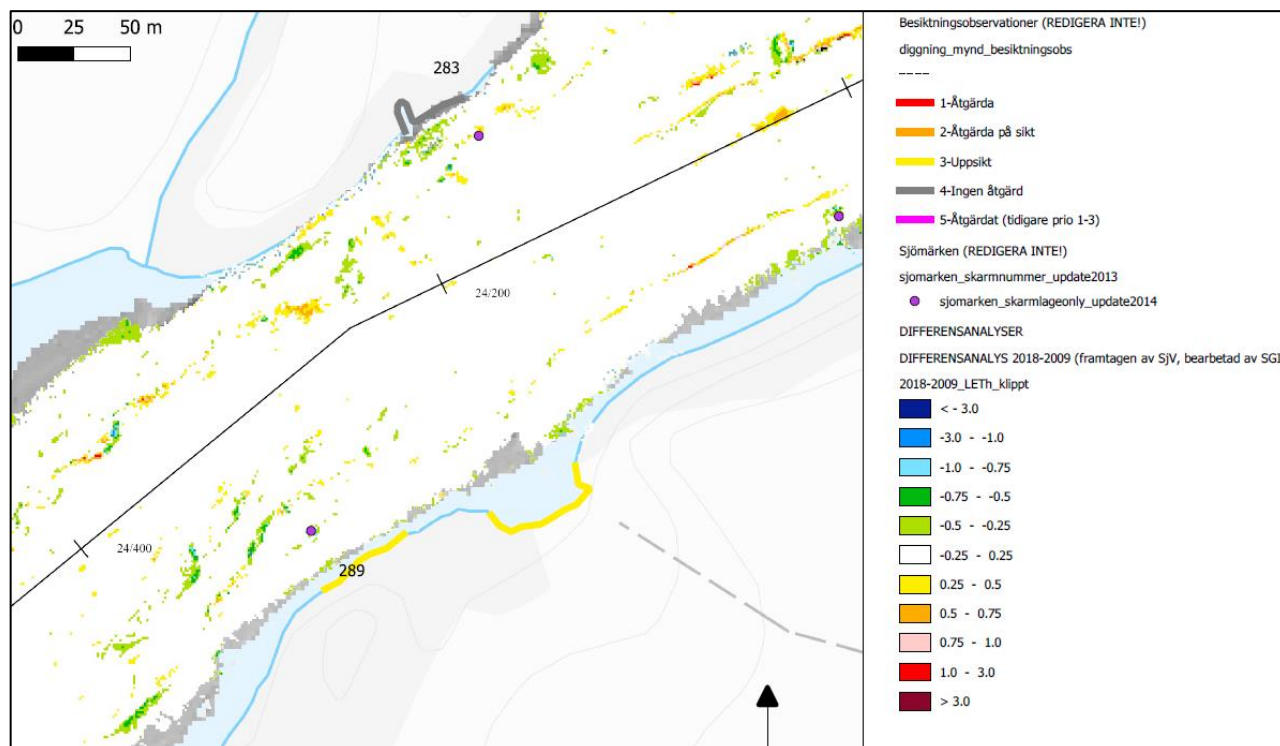 0 25 50 m
283
24/200
24/400
289
Besiktningsobservationer (REDIGERA INTE!)
diggning_mynd_besiktningsobs
----
1-Åtgärda
2-Åtgärda på sikt
3-Uppsikt
4-Ingen åtgärd
5-Åtgärdat (tidigare prio 1-3)
Sjömärken (REDIGERA INTE!)
sjomarken_skarmnummer_update2013
sjomarken_skarmlageonly_update2014
DIFFERENSANALYSER
DIFFERENSANALYS 2018-2009 (framtagen av SjV, bearbetad av SGI
2018-2009_LETh_klippt
< - 3.0
-3.0 - -1.0
-1.0 - -0.75
-0.75 - -0.5
-0.5 - -0.25
-0.25 - 0.25
0.25 - 0.5
0.5 - 0.75
0.75 - 1.0
1.0 - 3.0
> 3.0